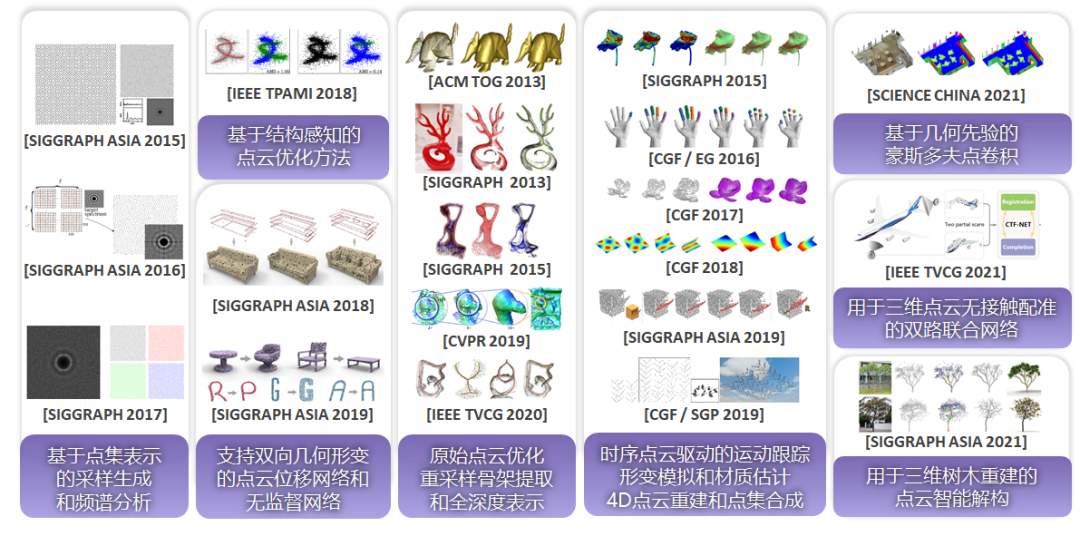 [SIGGRAPH ASIA 2015]
[SIGGRAPH ASIA 2016]
[SIGGRAPH 2017]
基于点集表示
的采样生成
和频谱分析
[IEEE TPAMI 2018]
基于结构感知的
点云优化方法
[SIGGRAPH ASIA 2018]
[SIGGRAPH ASIA 2019]
支持双向几何形变
的点云位移网络和
无监督网络
[ACM TOG 2013]
[SIGGRAPH 2013]
[SIGGRAPH 2015]
[CVPR 2019]
[IEEE TVCG 2020]
原始点云优化
重采样骨架提取
和全深度表示
[SIGGRAPH 2015]
[CGF / EG 2016]
[CGF 2017]
[CGF 2018]
[SIGGRAPH ASIA 2019]
[CGF / SGP 2019]
时序点云驱动的运动跟踪
形变模拟和材质估计
4D点云重建和点集合成
[SCIENCE CHINA 2021]
基于几何先验的
豪斯多夫点卷积
Two partial scans
Registration
CTF-NET
Completion
[IEEE TVCG 2021]
用于三维点云无接触配准
的双路联合网络
[SIGGRAPH ASIA 2021]
用于三维树木重建的
点云智能解构